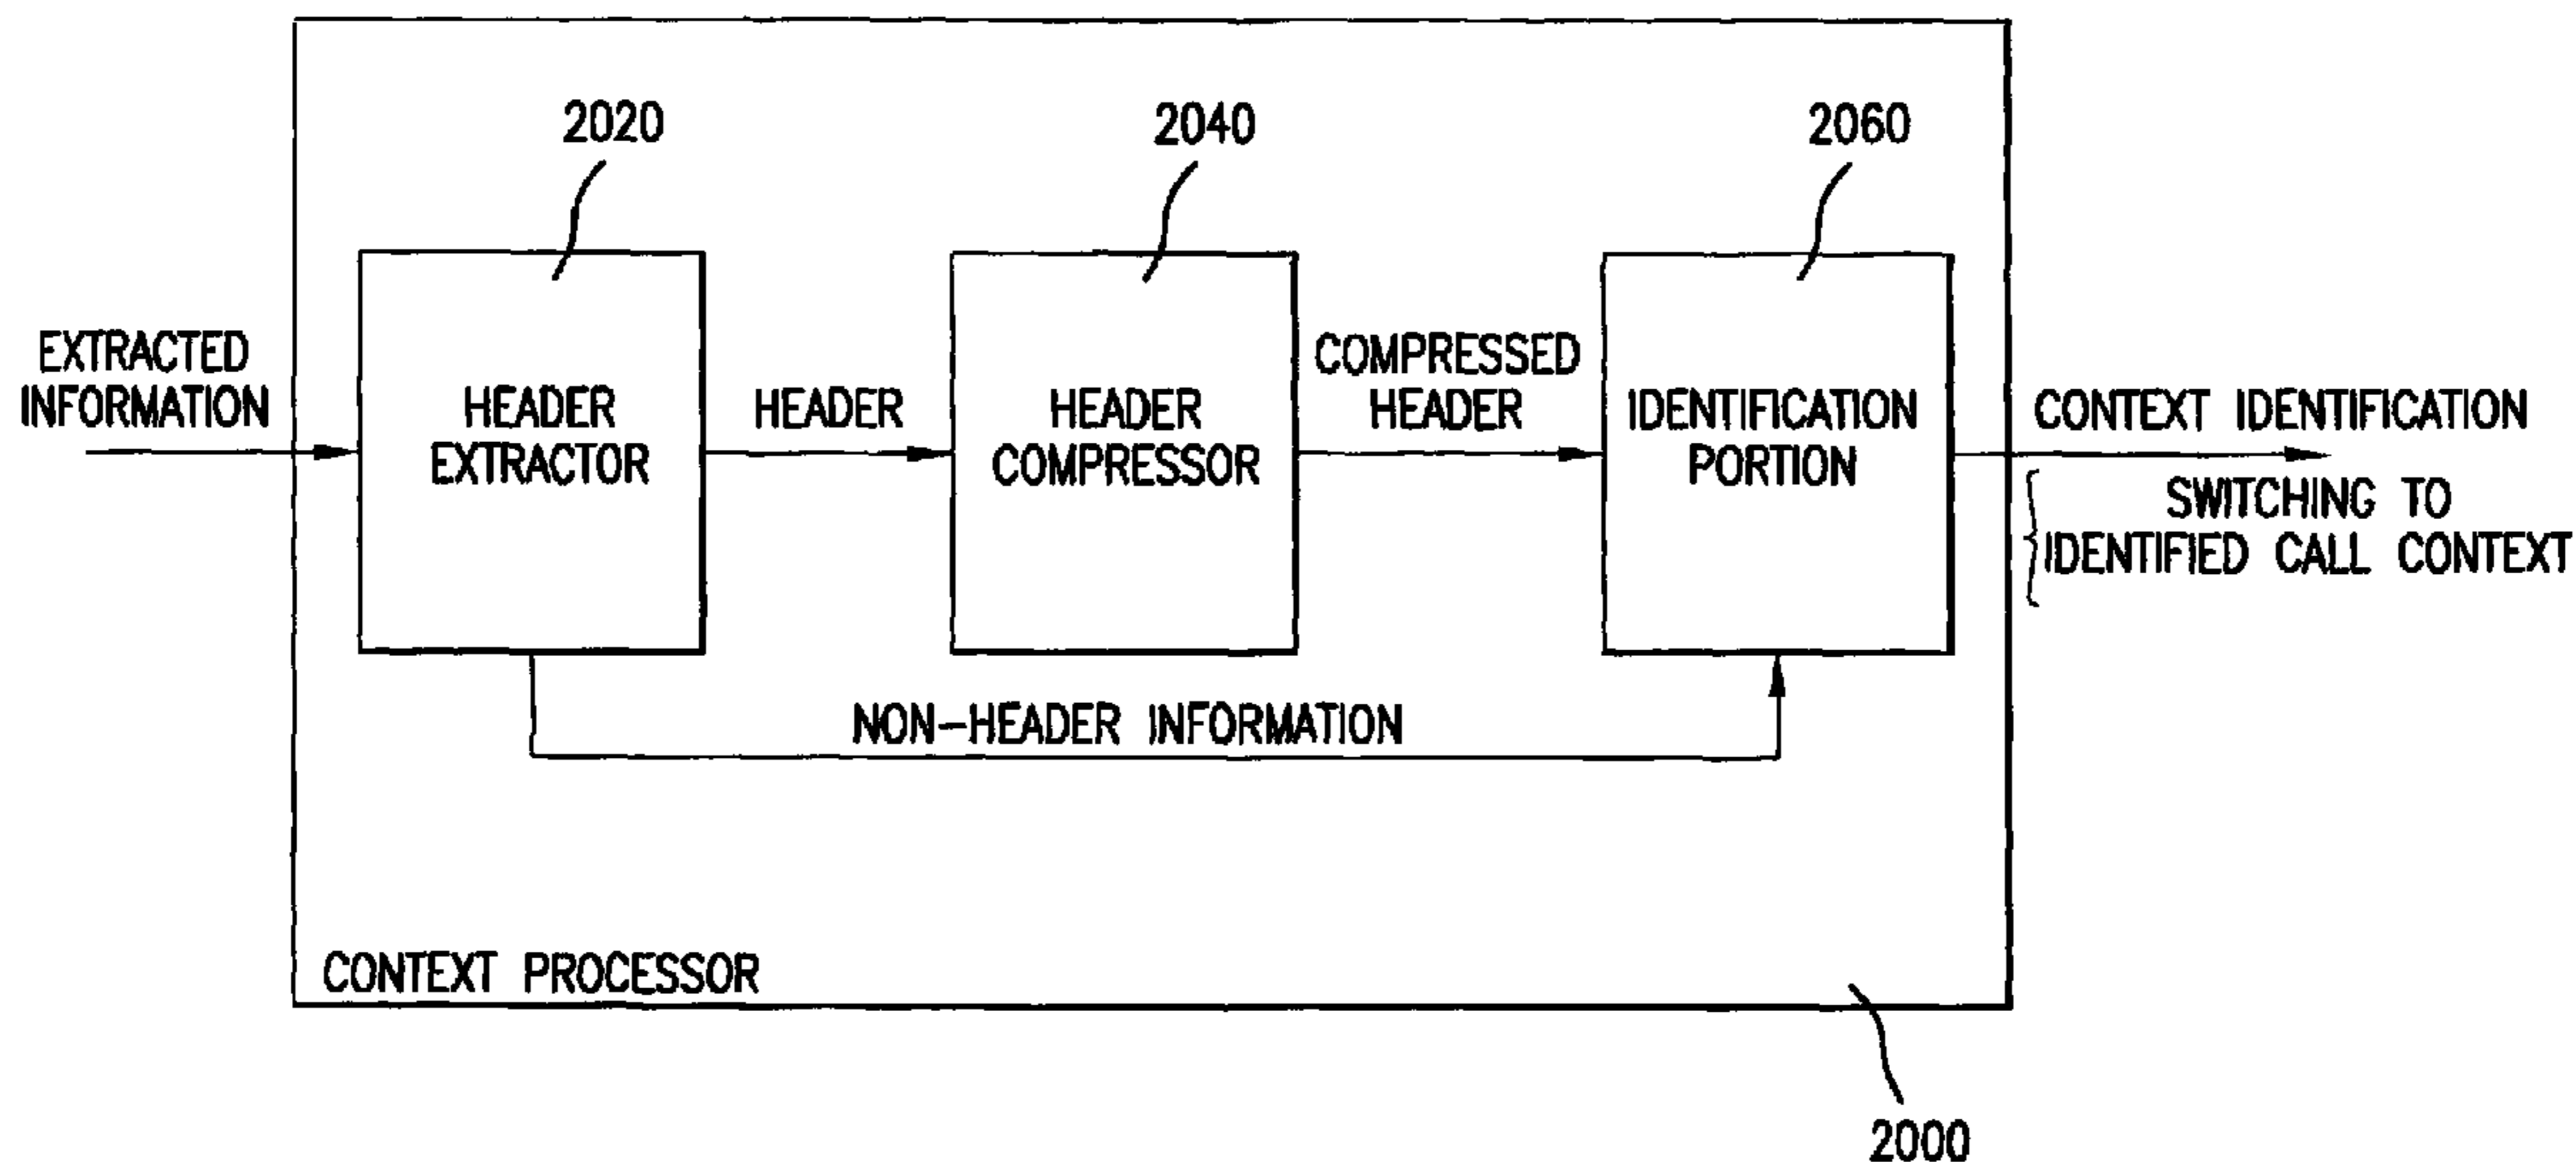 2020
2040
2060
EXTRACTED
INFORMATION
HEADER
EXTRACTOR
HEADER
HEADER
COMPRESSOR
COMPRESSED
HEADER
IDENTIFICATION
PORTION
CONTEXT IDENTIFICATION
SWITCHING TO
IDENTIFIED CALL CONTEXT
NON-HEADER INFORMATION
CONTEXT PROCESSOR
2000